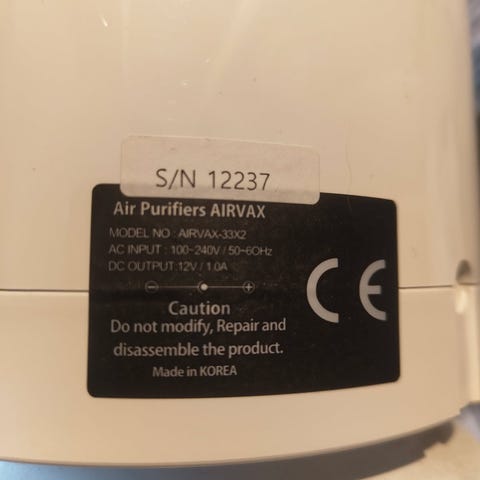 S/N 12237
Air Purifiers AIRVAX
MODEL NO : AIRVAX-33X2
AC INPUT : 100~240V / 50~60Hz
DC OUTPUT 12V / 1.0A
Caution
Do not modify, Repair and
disassemble the product.
Made in KOREA
CE